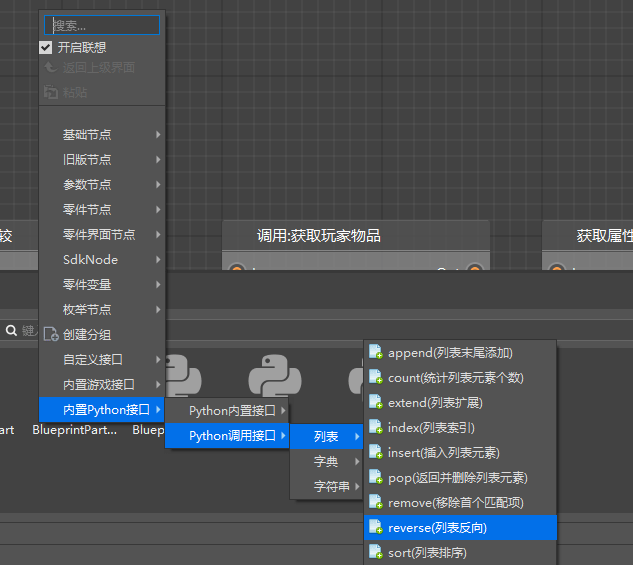 搜索...
开启联想
返回上级界面
粘贴
基础节点
旧版节点
参数节点
零件节点
零件界面节点
SdkNode
零件变量
枚举节点
创建分组
自定义接口
内置游戏接口
内置Python接口
较
调用:获取玩家物品
获取属性
键
art
BlueprintPart...
Bluep
Python内置接口
Python调用接口
列表
字典
字符串
append(列表末尾添加)
count(统计列表元素个数)
extend(列表扩展)
index(列表索引)
insert(插入列表元素)
pop(返回并删除列表元素)
remove(移除首个匹配项)
reverse(列表反向)
sort(列表排序)